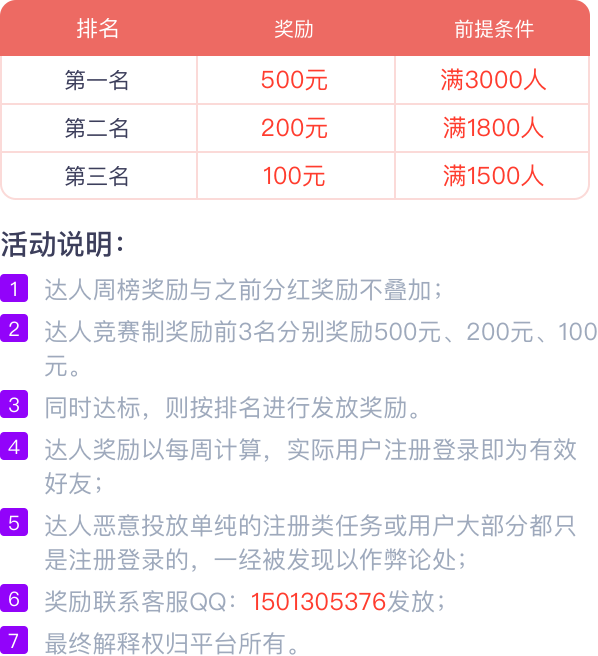 排名 奖励 前提条件
第一名 500元 满3000人
第二名 200元 满1800人
第三名 100元 满1500人
活动说明：
1 达人周榜奖励与之前分红奖励不叠加；
2 达人竞赛制奖励前3名分别奖励500元、200元、100
元。
3 同时达标，则按排名进行发放奖励。
4 达人奖励以每周计算，实际用户注册登录即为有效
好友；
5 达人恶意投放单纯的注册类任务或用户大部分都只
是注册登录的，一经被发现以作弊论处；
6 奖励联系客服QQ：1501305376发放；
7 最终解释权归平台所有。